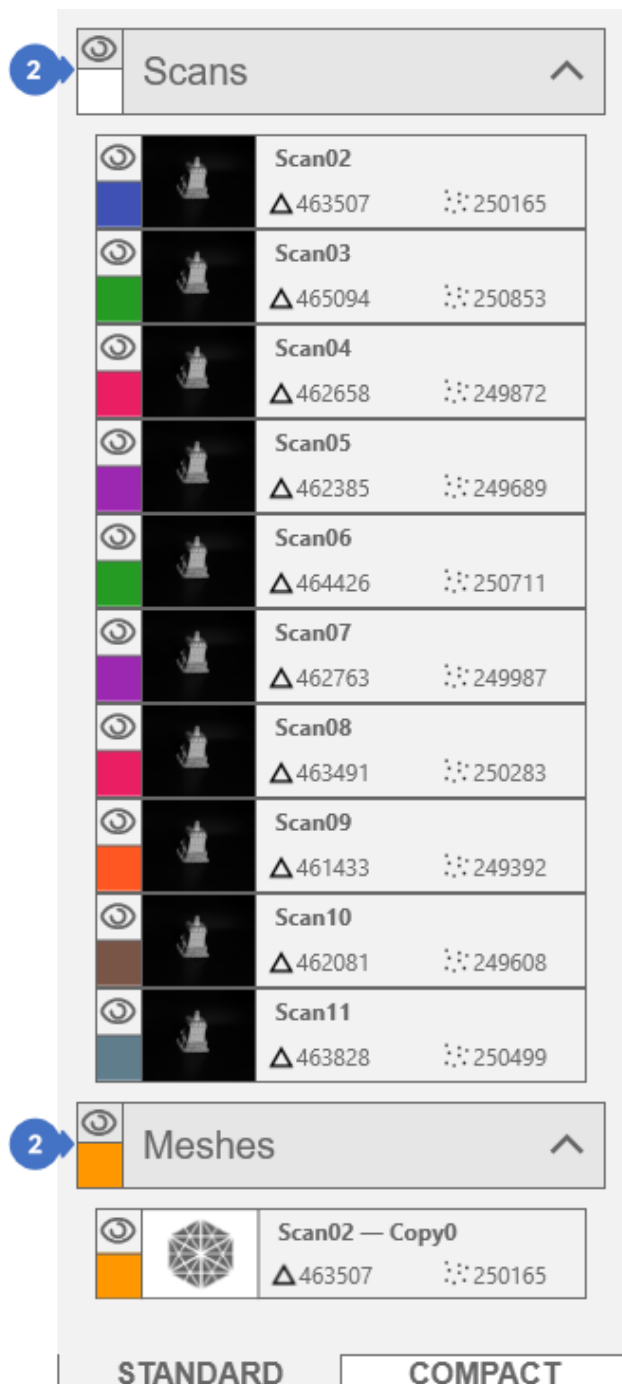 2
Scans
Scan02
463507 250165
Scan03
465094 250853
Scan04
462658 249872
Scan05
462385 249689
Scan06
464426 250711
Scan07
462763 249987
Scan08
463491 250283
Scan09
461433 249392
Scan10
462081 249608
Scan11
463828 250499
2
Meshes
Scan02 — Copy0
463507 250165
STANDARD COMPACT